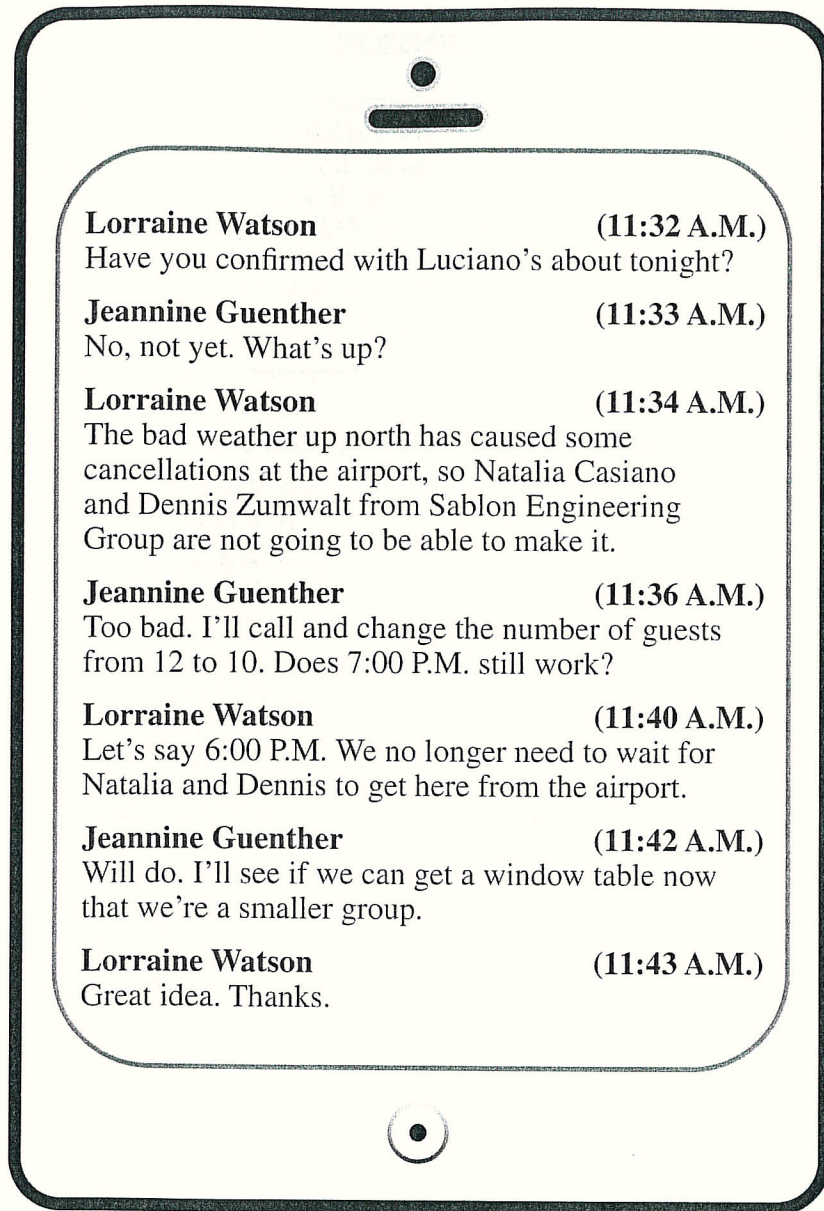 Lorraine Watson (11:32 A.M.)
Have you confirmed with Luciano's about tonight?
Jeannine Guenther (11:33 A.M.)
No, not yet. What's up?
Lorraine Watson (11:34 A.M.)
The bad weather up north has caused some
cancellations at the airport, so Natalia Casiano
and Dennis Zumwalt from Sablon Engineering
Group are not going to be able to make it.
Jeannine Guenther (11:36 A.M.)
Too bad. I'll call and change the number of guests
from 12 to 10. Does 7:00 P.M. still work?
Lorraine Watson (11:40 A.M.)
Let's say 6:00 P.M. We no longer need to wait for
Natalia and Dennis to get here from the airport.
Jeannine Guenther (11:42 A.M.)
Will do. I'll see if we can get a window table now
that we're a smaller group.
Lorraine Watson (11:43 A.M.)
Great idea. Thanks.